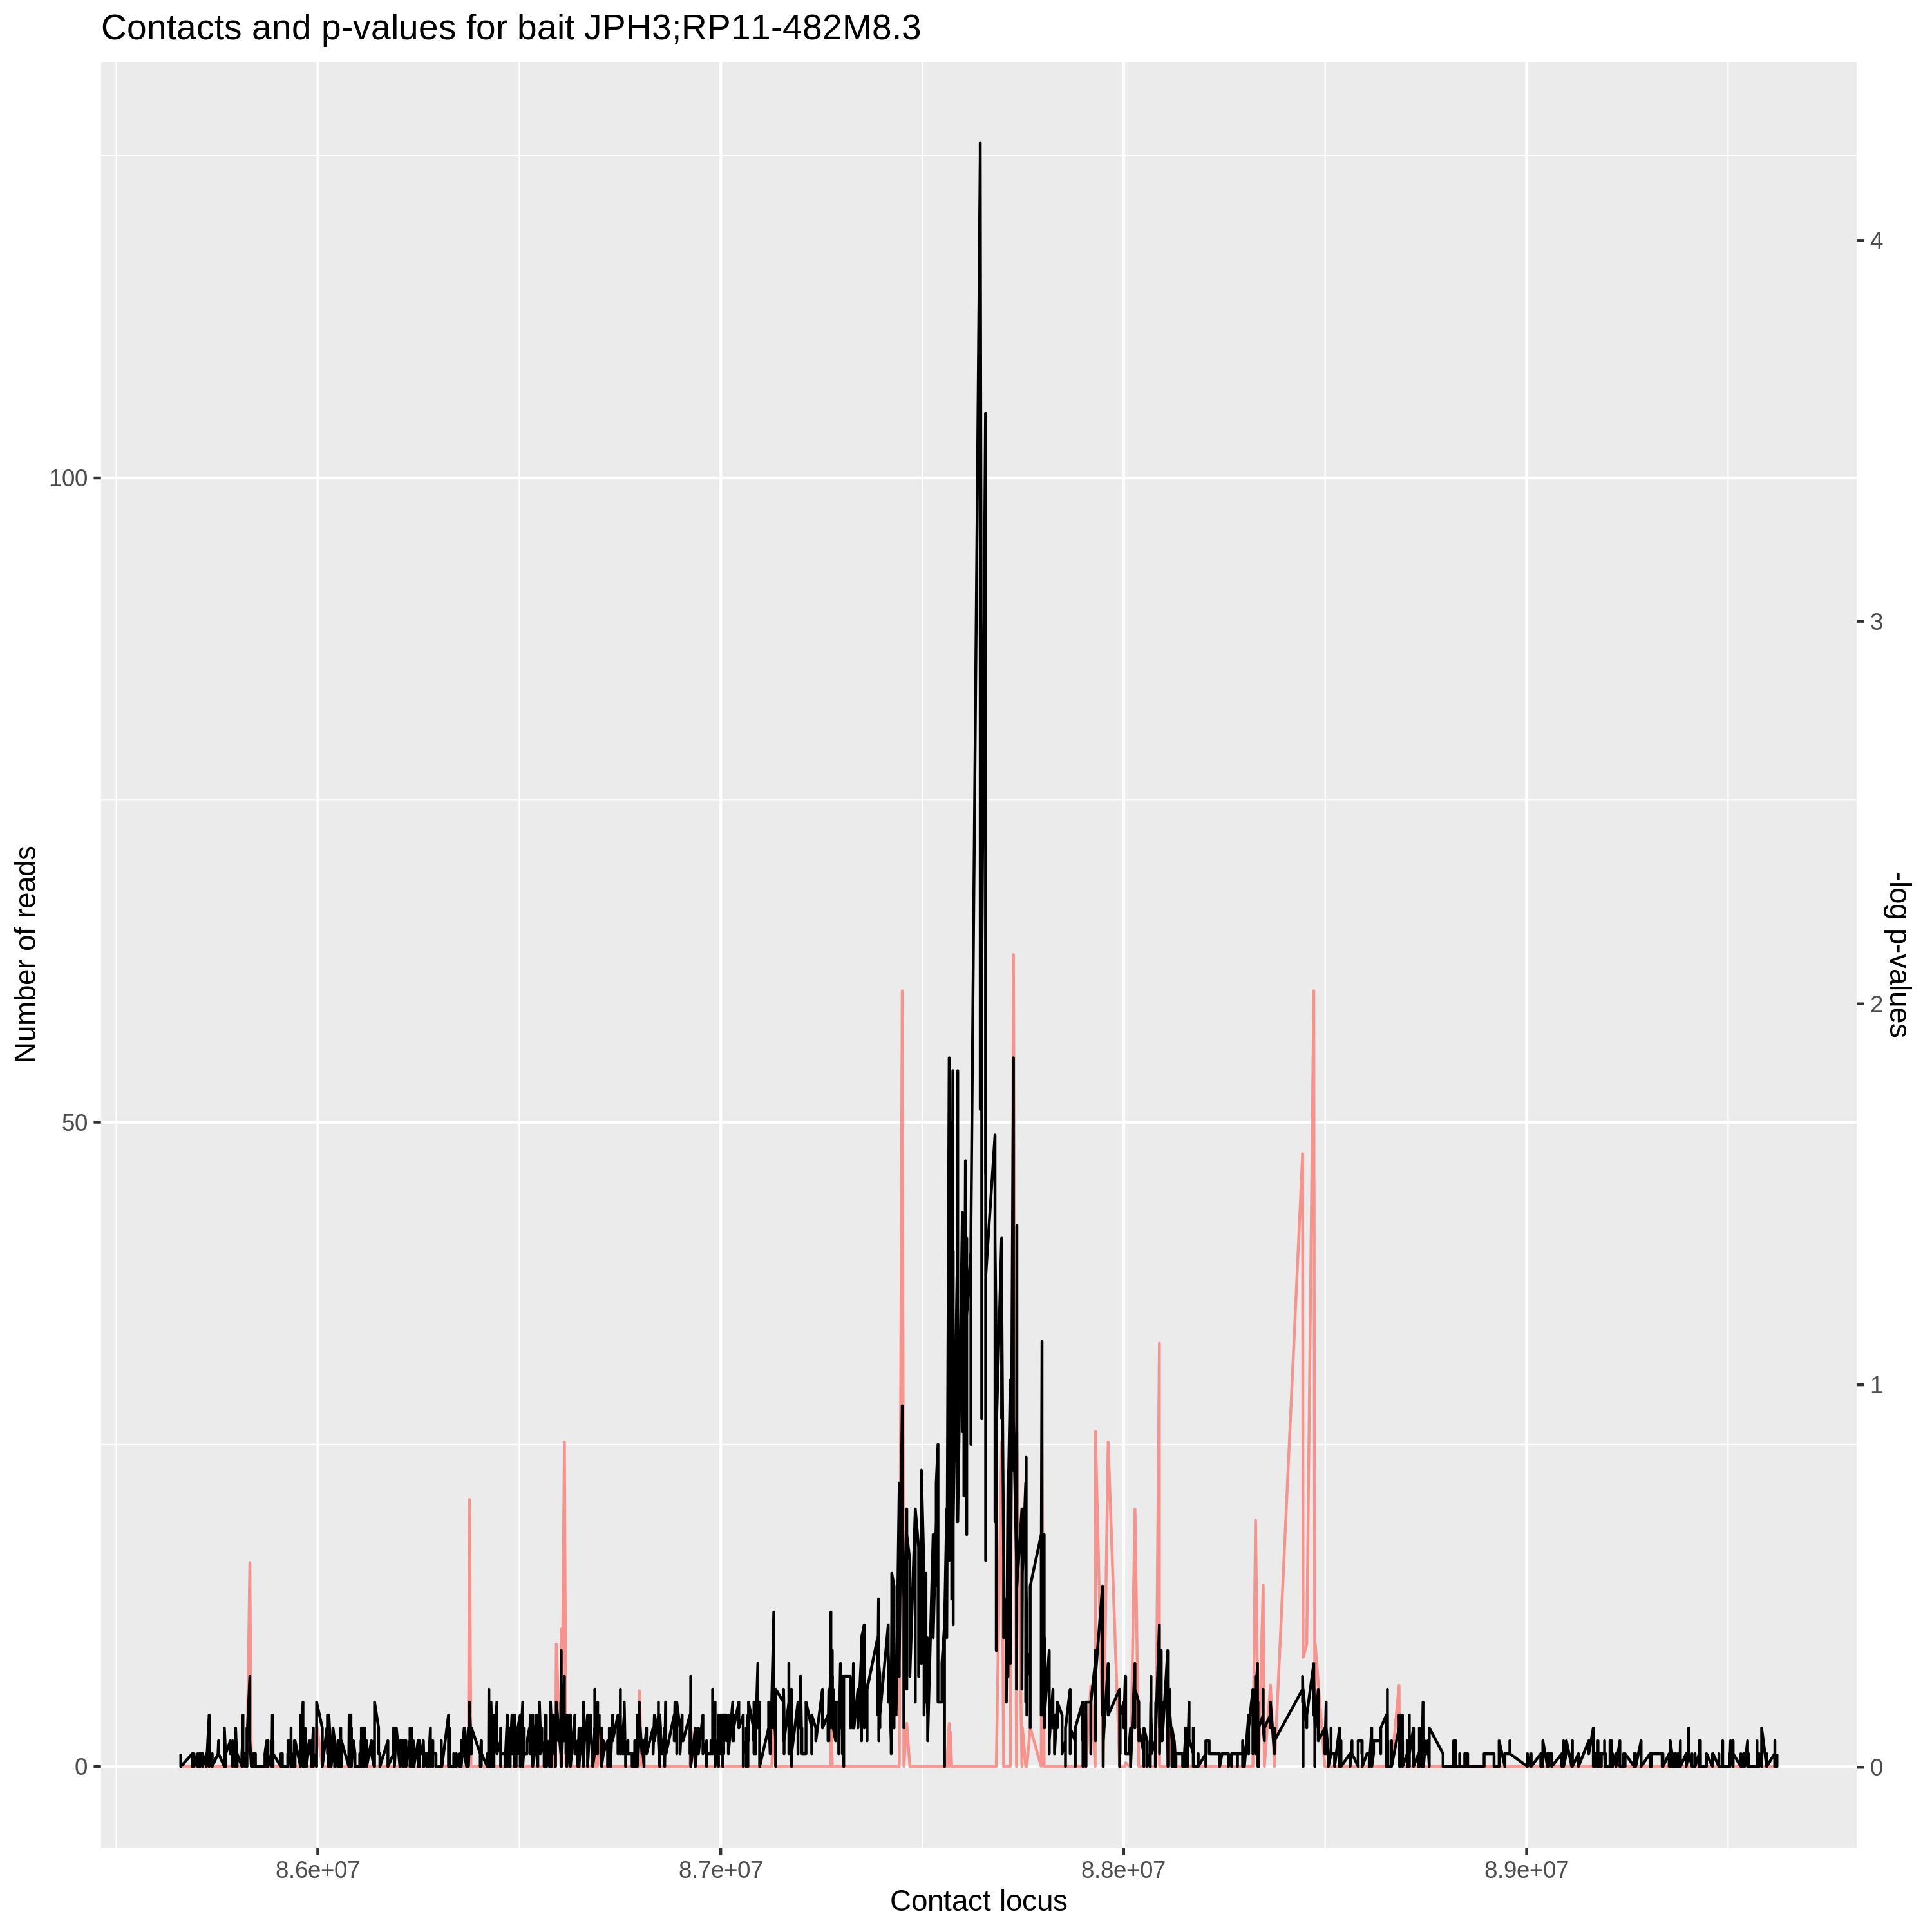 Contacts and p-values for bait JPH3;RP11-482M8.3
Number of reads
100
50
0
4
3
2
1
0
-log p-values
8.6e+07
8.7e+07
8.8e+07
8.9e+07
Contact locus